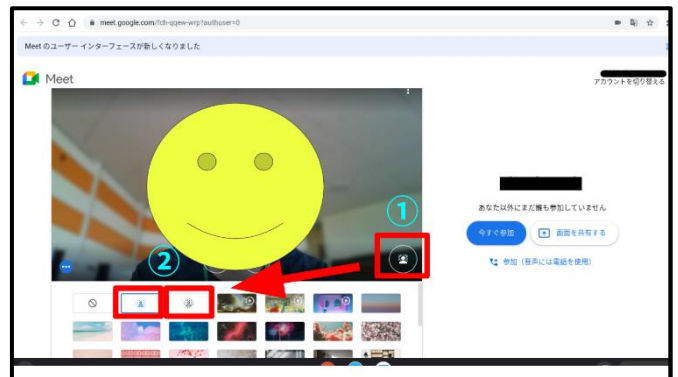 meet.google.com/fch-qqew-wrp?authuser=0
Meet のユーザー インターフェースが新しくなりました
Meet
アカウントを切り替える
①
あなた以外にまだ誰も参加していません
今すぐ参加
画面を共有する
②
参加（音声には電話を使用）